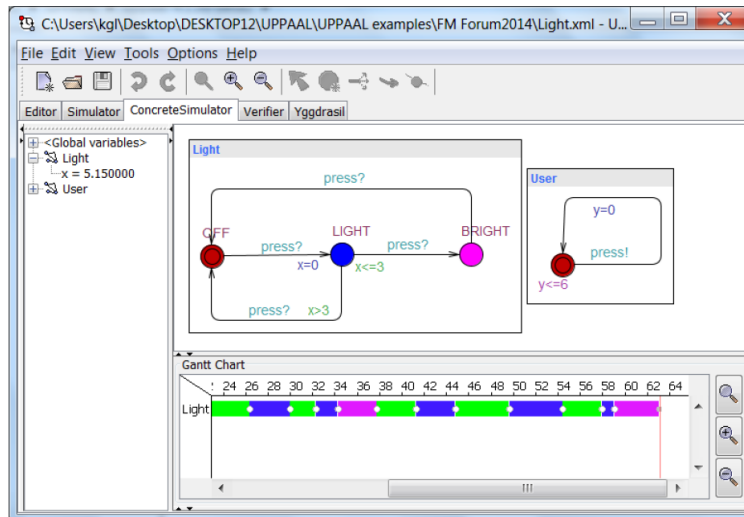 C:\Users\kgl\Desktop\DESKTOP12\UPPAAL\UPPAAL examples\FM Forum2014\Light.xml - U...
File Edit View Tools Options Help
Editor Simulator ConcreteSimulator Verifier Yggdrasil
<Global variables>
Light
x = 5.150000
User
Light
press?
OFF
LIGHT
BRIGHT
press?
press?
x=0
x<=3
press?
x>3
User
y=0
press!
y<=6
Gantt Chart
24 26 28 30 32 34 36 38 40 42 44 46 48 50 52 54 56 58 60 62 64
Light